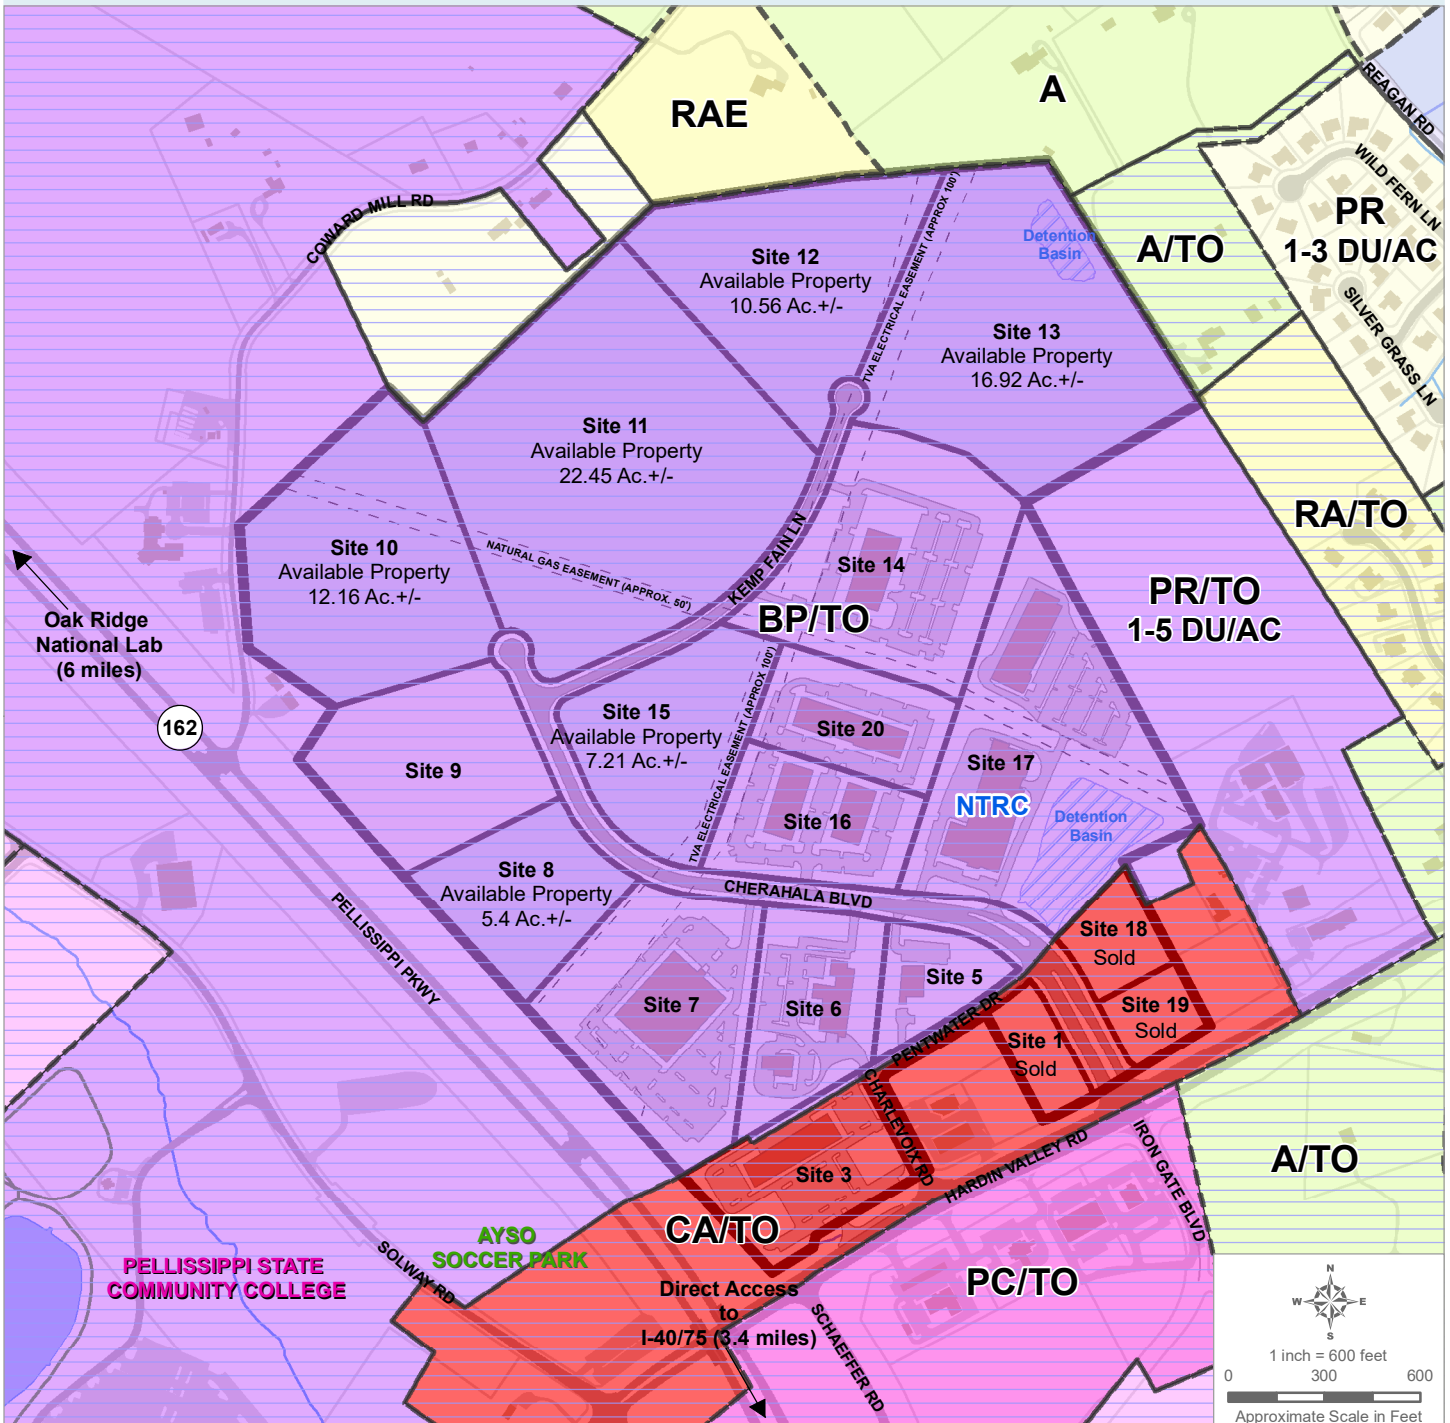 RAE
A
REAGAN RD
WILD FERN LN
PR
1-3 DU/AC
SILVER GRASS LN
COWARD MILL RD
A/TO
Detention
Basin
Site 12
Available Property
10.56 Ac.+/-
TVA ELECTRICAL EASEMENT (APPROX 100')
Site 13
Available Property
16.92 Ac.+/-
Site 11
Available Property
22.45 Ac.+/-
RA/TO
Site 10
Available Property
12.16 Ac.+/-
NATURAL GAS EASEMENT (APPROX. 50')
KEMP FAIN LN
Site 14
BP/TO
PR/TO
1-5 DU/AC
Oak Ridge
National Lab
(6 miles)
162
Site 15
Available Property
7.21 Ac.+/-
TVA ELECTRICAL EASEMENT (APPROX 100')
Site 20
Site 9
Site 17
NTRC
Site 16
Detention
Basin
Site 8
Available Property
5.4 Ac.+/-
CHERAHALA BLVD
PELLISSIPPI PKWY
Site 18
Sold
Site 5
Site 7
Site 6
PENTWATER DR
Site 19
Sold
Site 1
Sold
CHARLEVOIX RD
Site 3
HARDIN VALLEY RD
IRON GATE BLVD
A/TO
CA/TO
AYSO
SOCCER PARK
SOLWAY RD
PELLISSIPPI STATE
COMMUNITY COLLEGE
PC/TO
Direct Access
to
I-40/75 (3.4 miles)
SCHAEFFER RD
N
W
E
S
1 inch = 600 feet
0 300 600
Approximate Scale in Feet